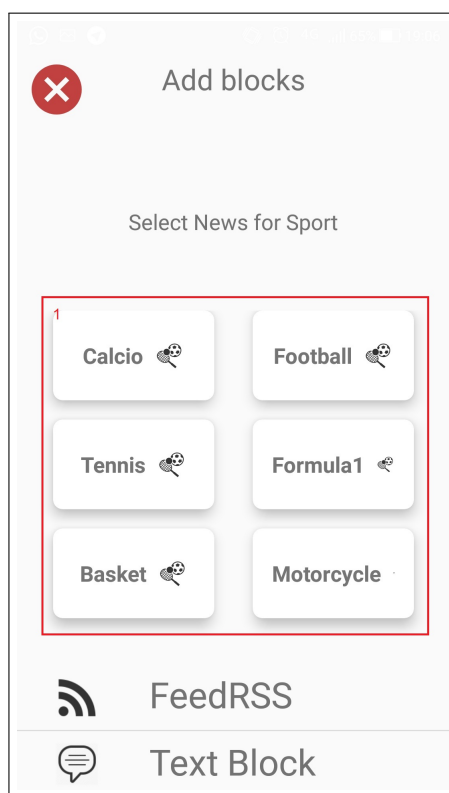 Add blocks
Select News for Sport
1
Calcio
Football
Tennis
Formula1
Basket
Motorcycle
FeedRSS
Text Block